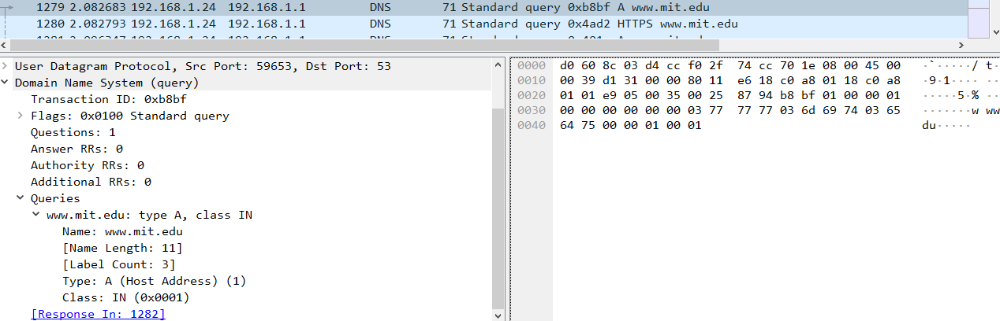 1279 2.082683 192.168.1.24 192.168.1.1 DNS 71 Standard query 0xb8bf A www.mit.edu
1280 2.082793 192.168.1.24 192.168.1.1 DNS 71 Standard query 0x4ad2 HTTPS www.mit.edu
User Datagram Protocol, Src Port: 59653, Dst Port: 53
Domain Name System (query)
Transaction ID: 0xb8bf
Flags: 0x0100 Standard query
Questions: 1
Answer RRs: 0
Authority RRs: 0
Additional RRs: 0
Queries
www.mit.edu: type A, class IN
Name: www.mit.edu
[Name Length: 11]
[Label Count: 3]
Type: A (Host Address) (1)
Class: IN (0x0001)
[Response In: 1282]
0000 d0 60 8c 03 d4 cc f0 2f 74 cc 70 1e 08 00 45 00 ·`·····/ t·
0010 00 39 d1 31 00 00 80 11 e6 18 c0 a8 01 18 c0 a8 ·9·1···· ····
0020 01 01 e9 05 00 35 00 25 87 94 b8 bf 01 00 00 01 ·····5·% ····
0030 00 00 00 00 00 00 03 77 77 77 03 6d 69 74 03 65 ·······w ww
0040 64 75 00 00 01 00 01 du·····